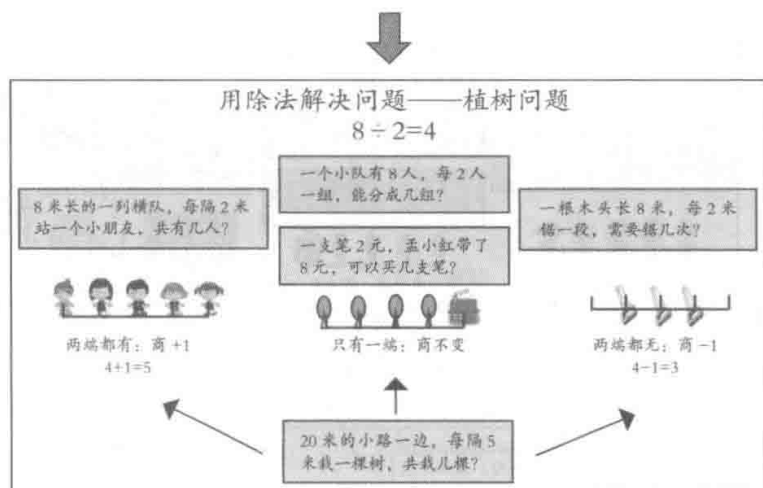 用除法解决问题——植树问题
8÷2=4
一个小队有8人，每2人
一组，能分成几组？
8米长的一列横队，每隔2米
站一个小朋友，共有几人？
一支笔2元，孟小红带了
8元，可以买几支笔？
一根木头长8米，每2米
锯一段，需要锯几次？
两端都有：商+1
4+1=5
只有一端：商不变
两端都无：商-1
4-1=3
20米的小路一边，每隔5
米栽一棵树，共栽几棵？